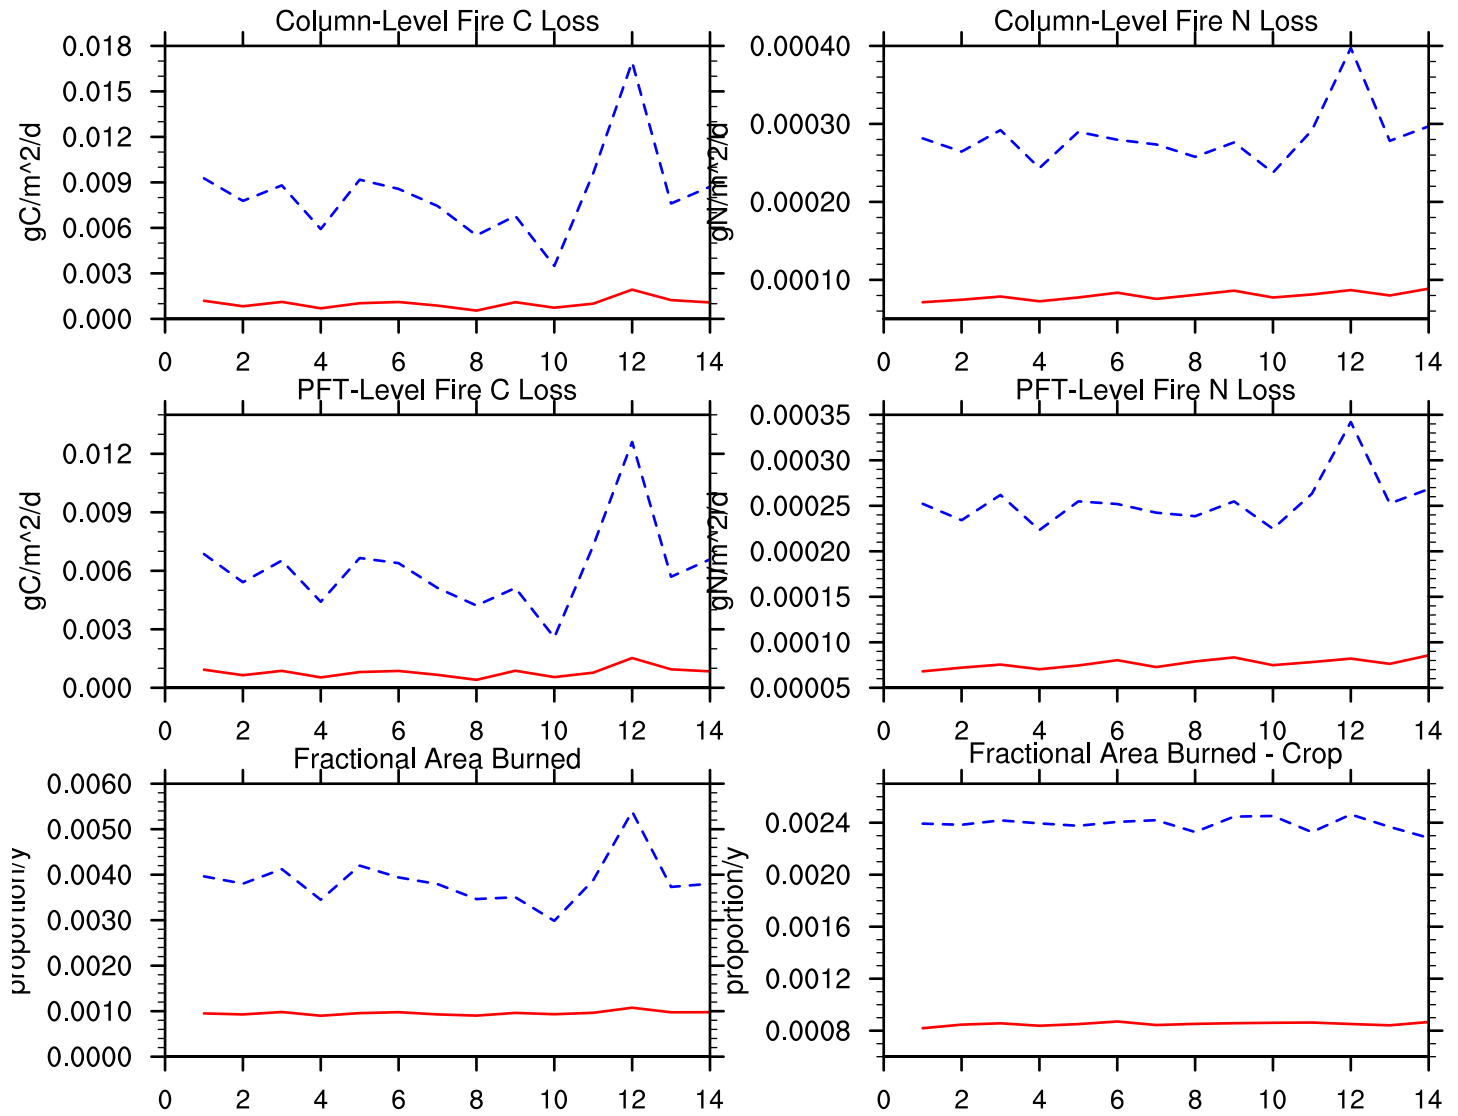 Column-Level Fire C Loss
gC/m^2/d
0.018
0.015
0.012
0.009
0.006
0.003
0.000
0 2 4 6 8 10 12 14
Column-Level Fire N Loss
gN/m^2/d
0.00040
0.00030
0.00020
0.00010
0 2 4 6 8 10 12 14
PFT-Level Fire C Loss
gC/m^2/d
0.012
0.009
0.006
0.003
0.000
0 2 4 6 8 10 12 14
PFT-Level Fire N Loss
gN/m^2/d
0.00035
0.00030
0.00025
0.00020
0.00015
0.00010
0.00005
0 2 4 6 8 10 12 14
Fractional Area Burned
proportion/y
0.0060
0.0050
0.0040
0.0030
0.0020
0.0010
0.0000
0 2 4 6 8 10 12 14
Fractional Area Burned - Crop
proportion/y
0.0024
0.0020
0.0016
0.0012
0.0008
0 2 4 6 8 10 12 14